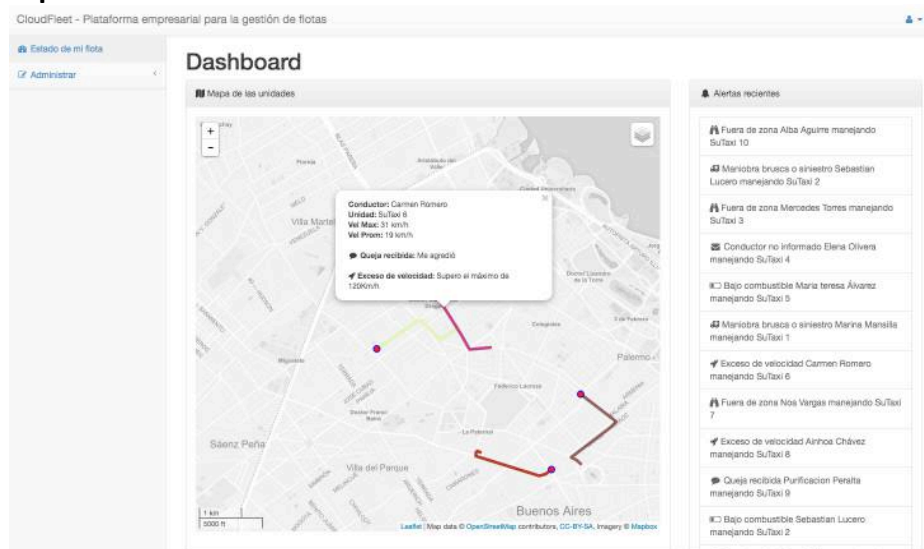 CloudFleet - Plataforma empresarial para la gestión de flotas
Estado de mi flota
Administrar
Dashboard
Mapa de las unidades
+
-
Conductor: Carmen Romero
Unidad: SuTaxi 6
Vel Max: 31 km/h
Vel Prom: 19 km/h
Queja recibida: Me agredió
Exceso de velocidad: Supero el máximo de
120Km/h
Florida
Villa Martel
Colegiales
Palermo
Migueletes
Federico Lacroze
La Paternal
Sáenz Peña
Villa del Parque
Buenos Aires
1 km
5000 ft
Leaflet | Map data © OpenStreetMap contributors, CC-BY-SA, Imagery © Mapbox
Alertas recientes
Fuera de zona Alba Aguirre manejando
SuTaxi 10
Maniobra brusca o siniestro Sebastian
Lucero manejando SuTaxi 2
Fuera de zona Mercedes Torres manejando
SuTaxi 3
Conductor no informado Elena Olivera
manejando SuTaxi 4
Bajo combustible Maria teresa Álvarez
manejando SuTaxi 5
Maniobra brusca o siniestro Marina Mansilla
manejando SuTaxi 1
Exceso de velocidad Carmen Romero
manejando SuTaxi 6
Fuera de zona Noa Vargas manejando SuTaxi
7
Exceso de velocidad Ainhoa Chávez
manejando SuTaxi 8
Queja recibida Purificacion Peralta
manejando SuTaxi 9
Bajo combustible Sebastian Lucero
manejando SuTaxi 2